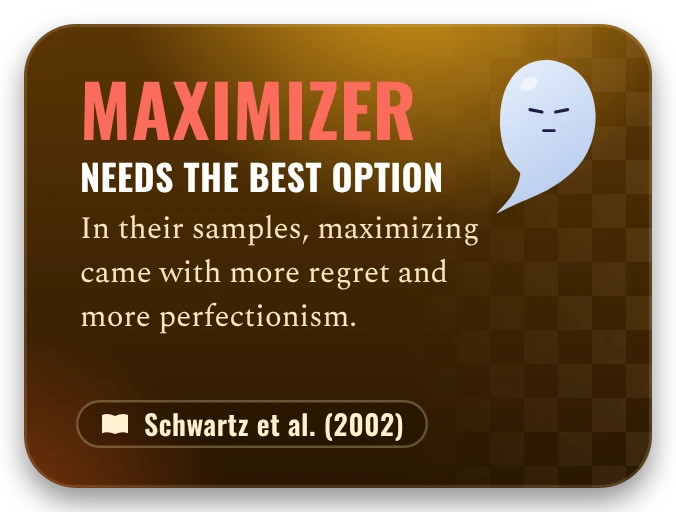 MAXIMIZER
NEEDS THE BEST OPTION
In their samples, maximizing
came with more regret and
more perfectionism.
Schwartz et al. (2002)